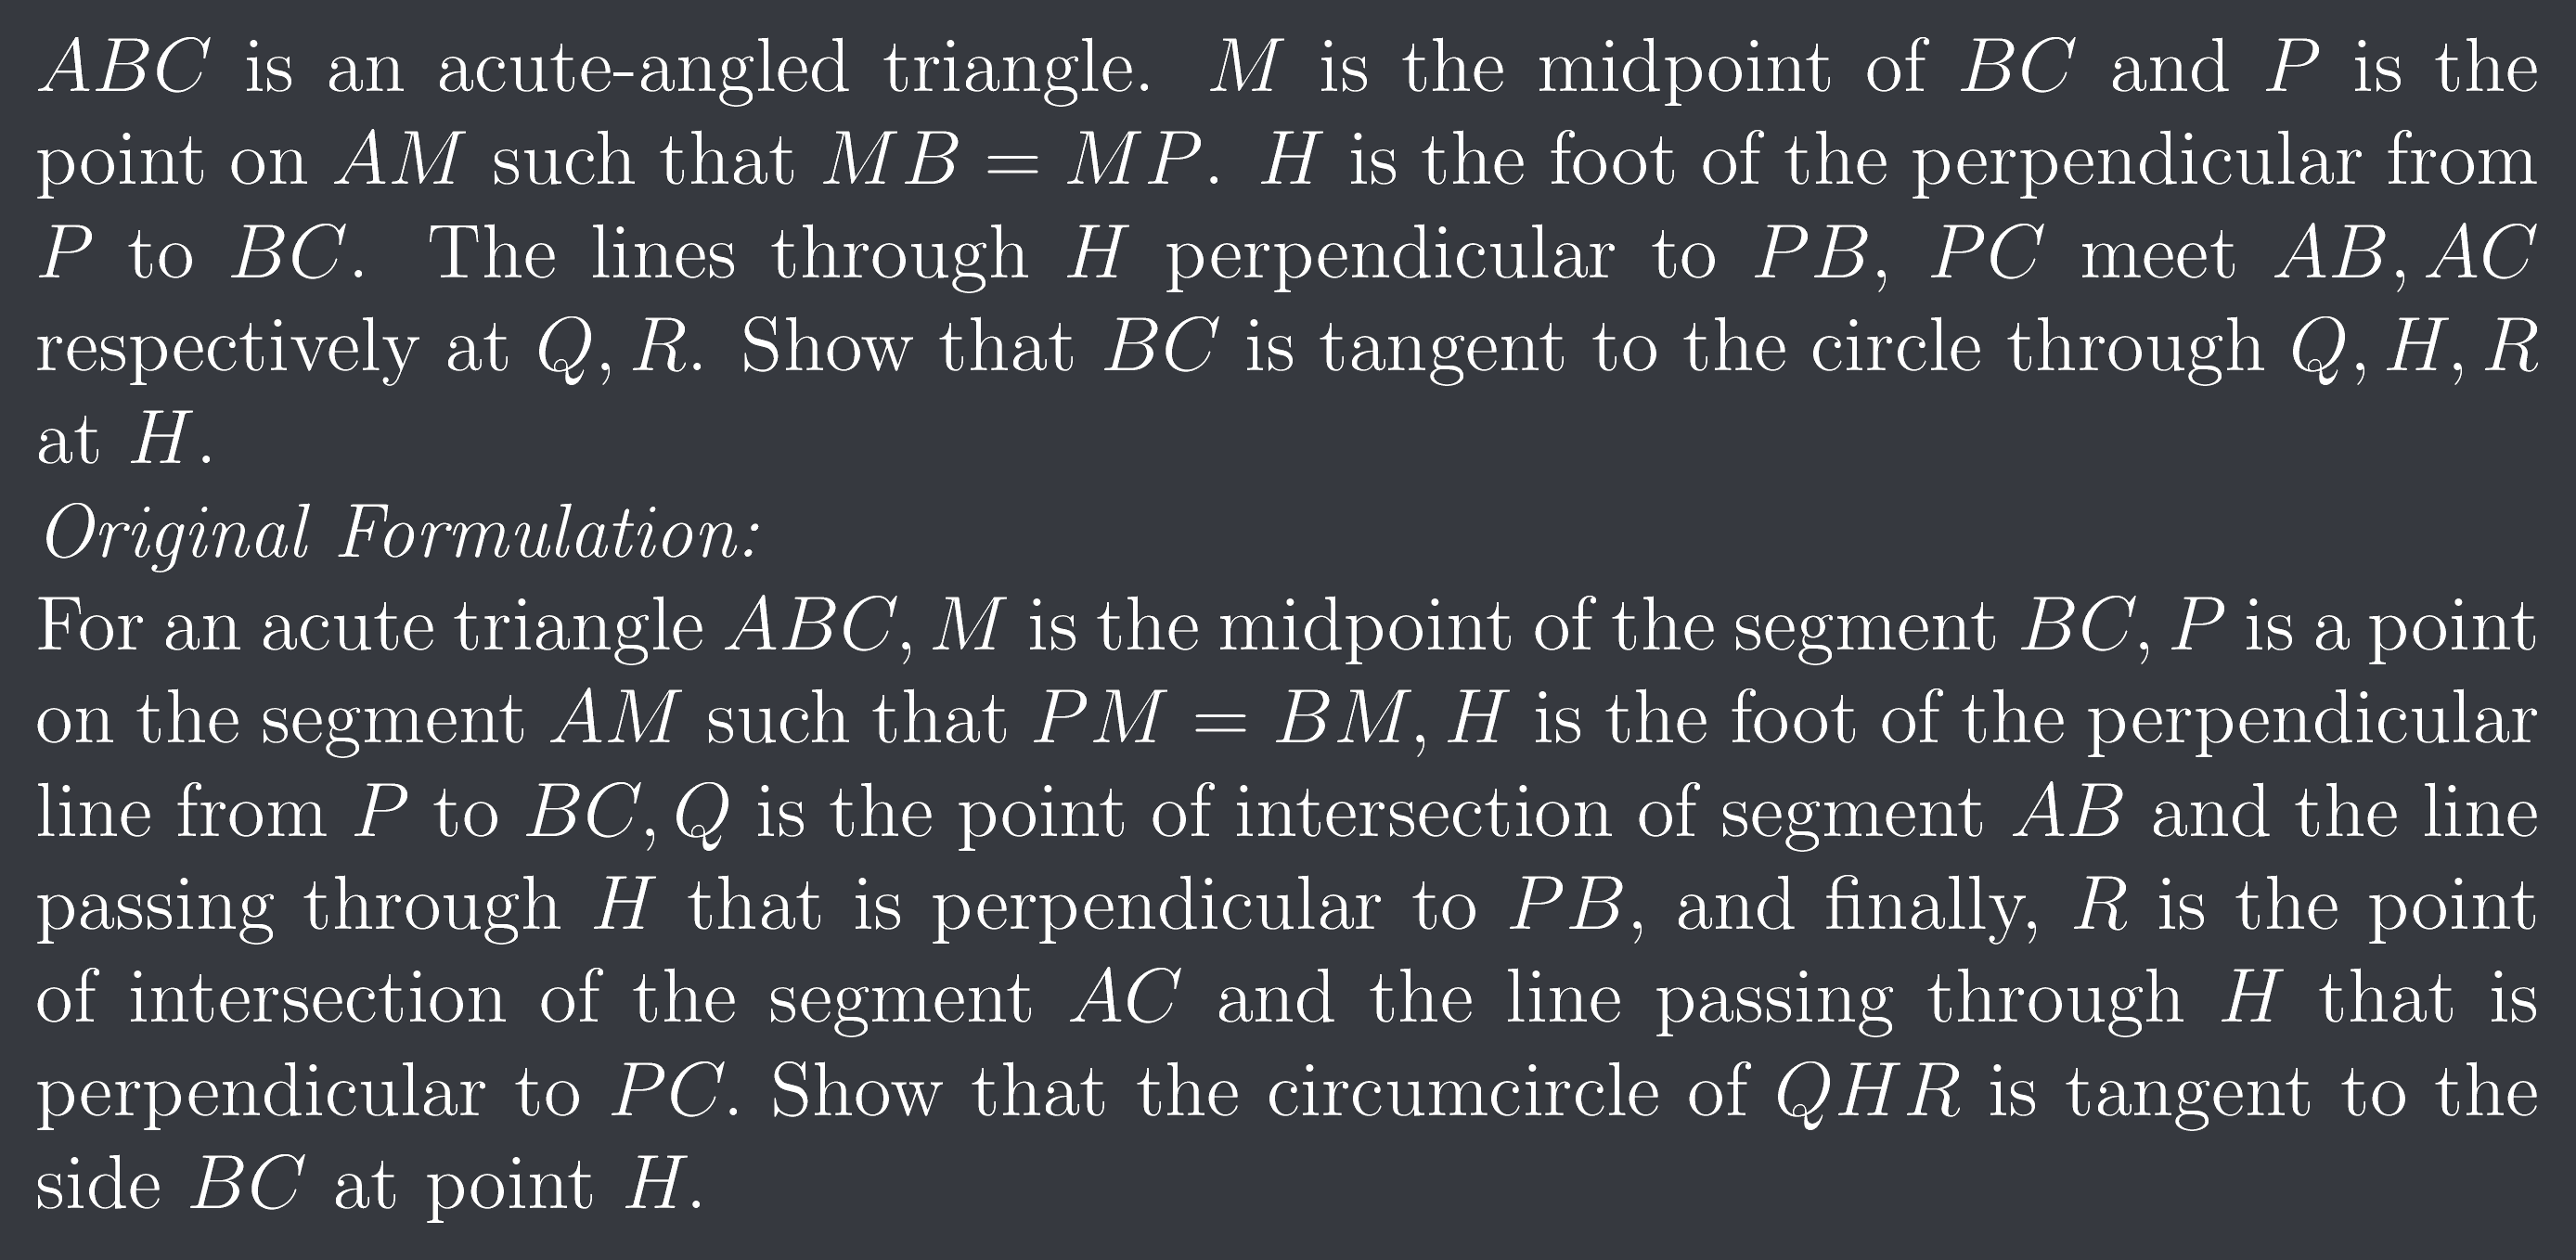 ABC is an acute-angled triangle. M is the midpoint of BC and P is the
point on AM such that MB = MP. H is the foot of the perpendicular from
P to BC. The lines through H perpendicular to PB, PC meet AB, AC
respectively at Q, R. Show that BC is tangent to the circle through Q, H, R
at H.
Original Formulation:
For an acute triangle ABC, M is the midpoint of the segment BC, P is a point
on the segment AM such that PM = BM, H is the foot of the perpendicular
line from P to BC, Q is the point of intersection of segment AB and the line
passing through H that is perpendicular to PB, and finally, R is the point
of intersection of the segment AC and the line passing through H that is
perpendicular to PC. Show that the circumcircle of QHR is tangent to the
side BC at point H.